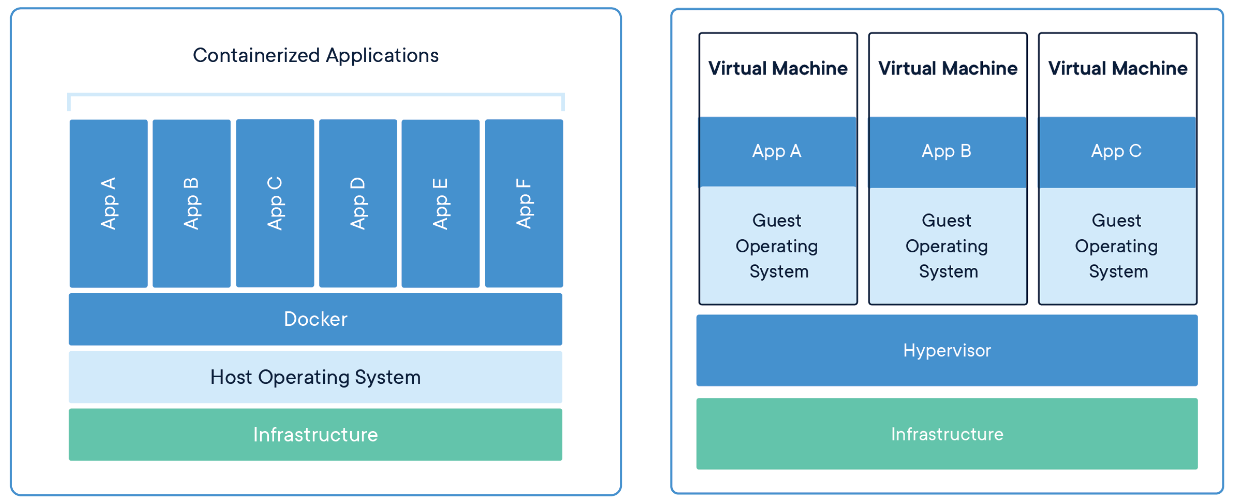 Containerized Applications
App A
App B
App C
App D
App E
App F
Docker
Host Operating System
Infrastructure
Virtual Machine
App A
Guest
Operating
System
Virtual Machine
App B
Guest
Operating
System
Virtual Machine
App C
Guest
Operating
System
Hypervisor
Infrastructure